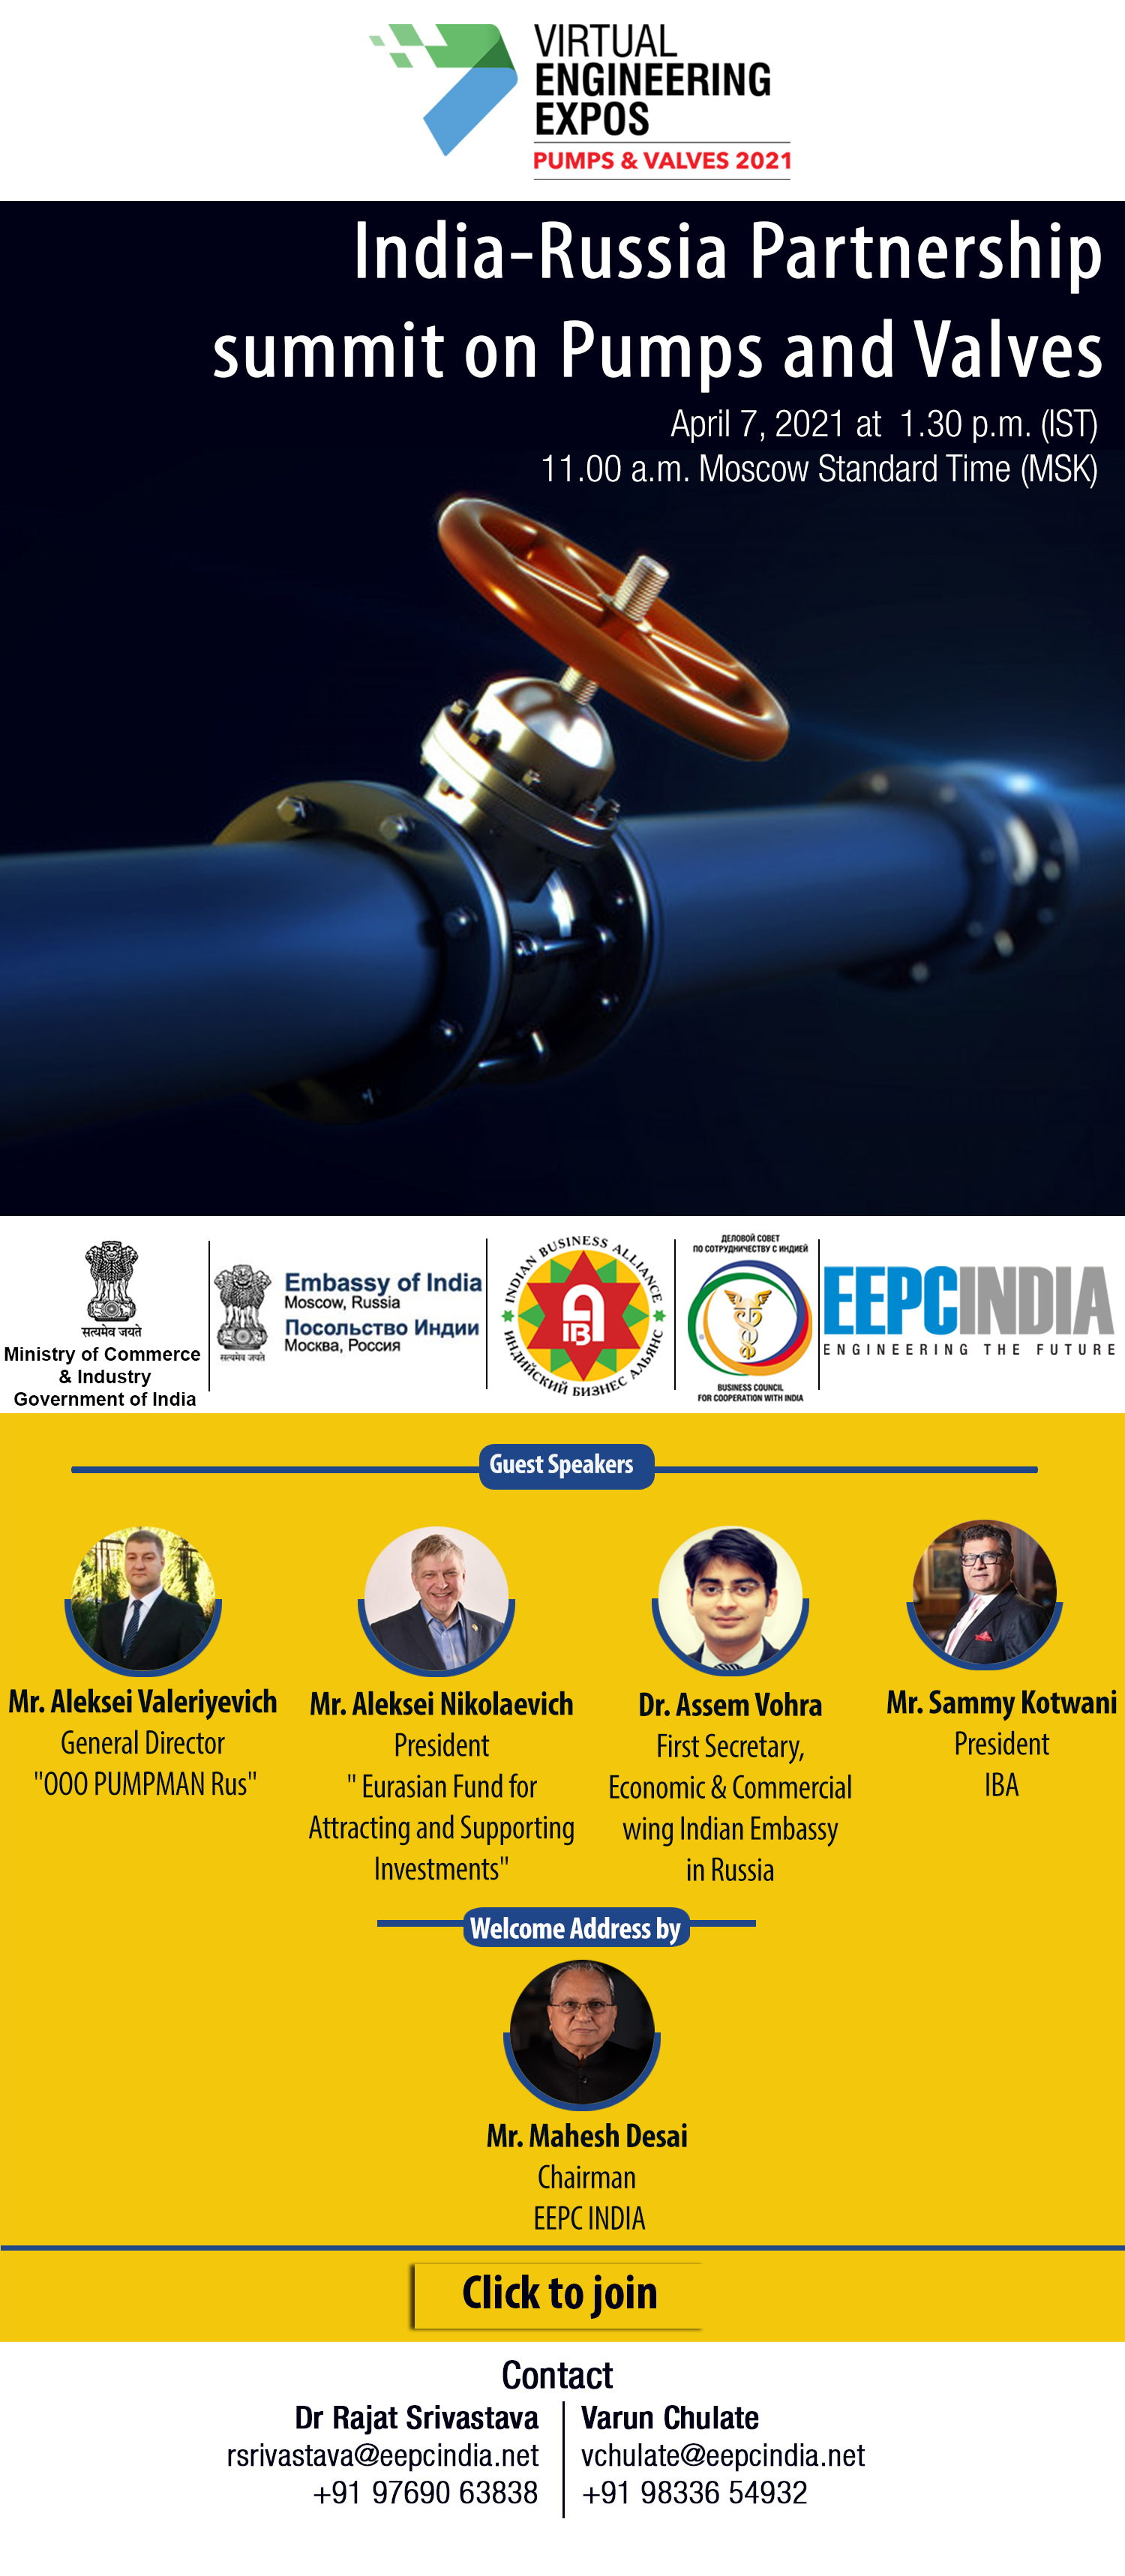 VIRTUAL
ENGINEERING
EXPOS
PUMPS & VALVES 2021
India-Russia Partnership
summit on Pumps and Valves
April 7, 2021 at 1.30 p.m. (IST)
11.00 a.m. Moscow Standard Time (MSK)
सत्यमेव जयते
Ministry of Commerce
& Industry
Government of India
सत्यमेव जयते
Embassy of India
Moscow, Russia
Посольство Индии
Москва, Россия
INDIAN BUSINESS ALLIANCE
IBA
ИНДИЙСКИЙ БИЗНЕС АЛЬЯНС
ДЕЛОВОЙ СОВЕТ
ПО СОТРУДНИЧЕСТВУ С ИНДИЕЙ
BUSINESS COUNCIL
FOR COOPERATION WITH INDIA
EEPCINDIA
ENGINEERING THE FUTURE
Guest Speakers
Mr. Aleksei Valeriyevich
General Director
"OOO PUMPMAN Rus"
Mr. Aleksei Nikolaevich
President
" Eurasian Fund for
Attracting and Supporting
Investments"
Dr. Assem Vohra
First Secretary,
Economic & Commercial
wing Indian Embassy
in Russia
Mr. Sammy Kotwani
President
IBA
Welcome Address by
Mr. Mahesh Desai
Chairman
EEPC INDIA
Click to join
Contact
Dr Rajat Srivastava
rsrivastava@eepcindia.net
+91 97690 63838
Varun Chulate
vchulate@eepcindia.net
+91 98336 54932